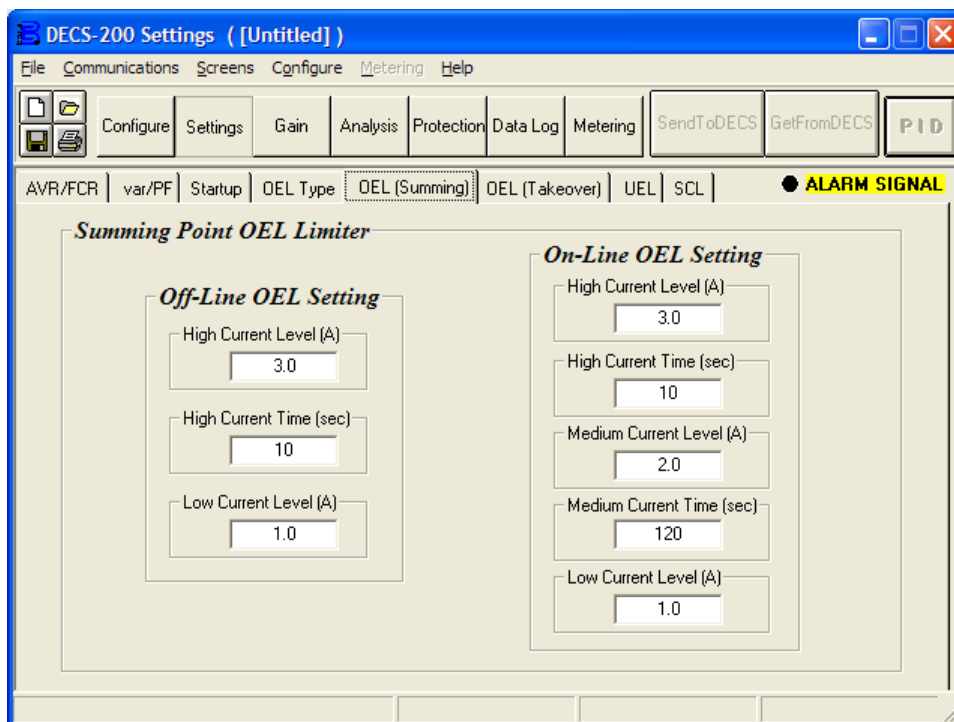 DECS-200 Settings ( [Untitled] )
File Communications Screens Configure Metering Help
Configure Settings Gain Analysis Protection Data Log Metering SendToDECS GetFromDECS PID
AVR/FCR var/PF Startup OEL Type OEL (Summing) OEL (Takeover) UEL SCL ALARM SIGNAL
Summing Point OEL Limiter
Off-Line OEL Setting
High Current Level (A)
3.0
High Current Time (sec)
10
Low Current Level (A)
1.0
On-Line OEL Setting
High Current Level (A)
3.0
High Current Time (sec)
10
Medium Current Level (A)
2.0
Medium Current Time (sec)
120
Low Current Level (A)
1.0